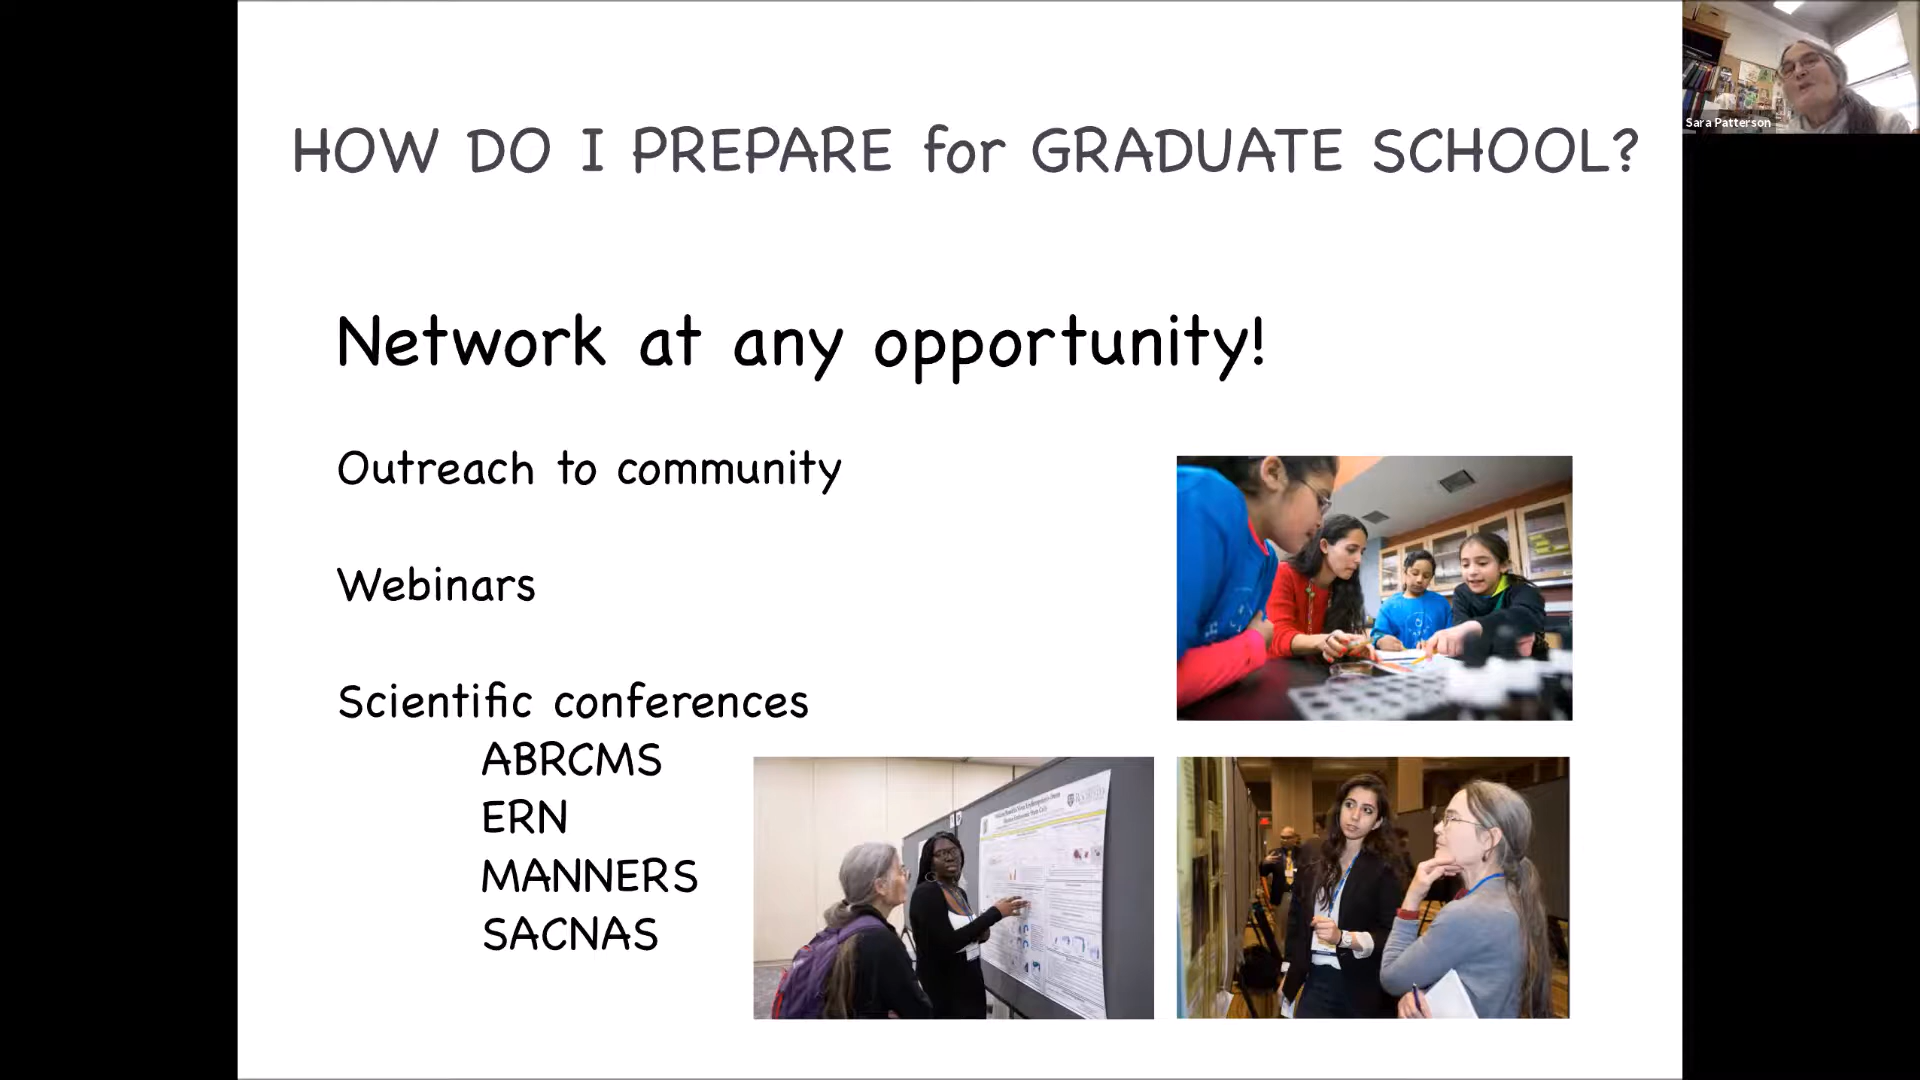 HOW DO I PREPARE for GRADUATE SCHOOL?
Sara Patterson
Network at any opportunity!
Outreach to community
Webinars
Scientific conferences
ABRCMS
ERN
MANNERS
SACNAS